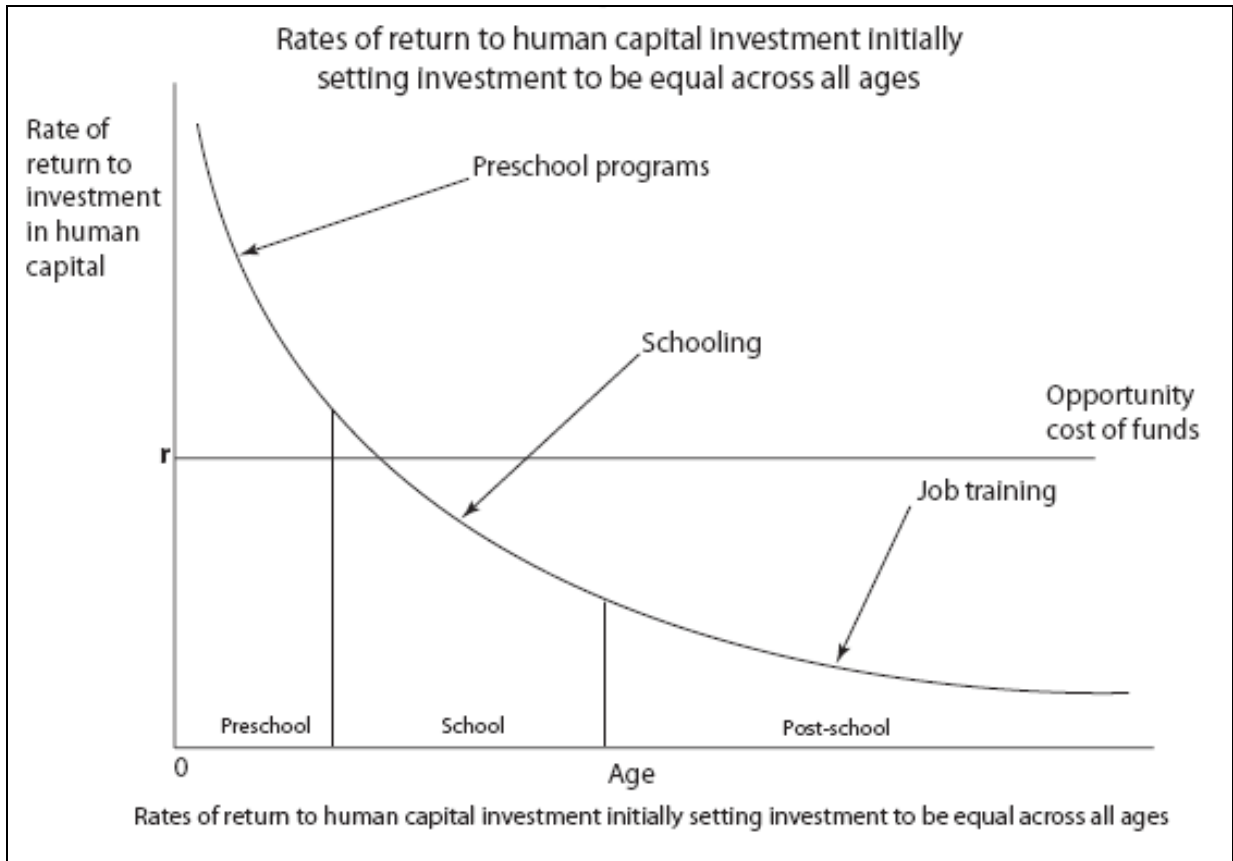 Rates of return to human capital investment initially
setting investment to be equal across all ages
Rate of
return to
investment
in human
capital
Preschool programs
Schooling
Opportunity
cost of funds
r
Job training
Preschool
School
Post-school
0
Age
Rates of return to human capital investment initially setting investment to be equal across all ages